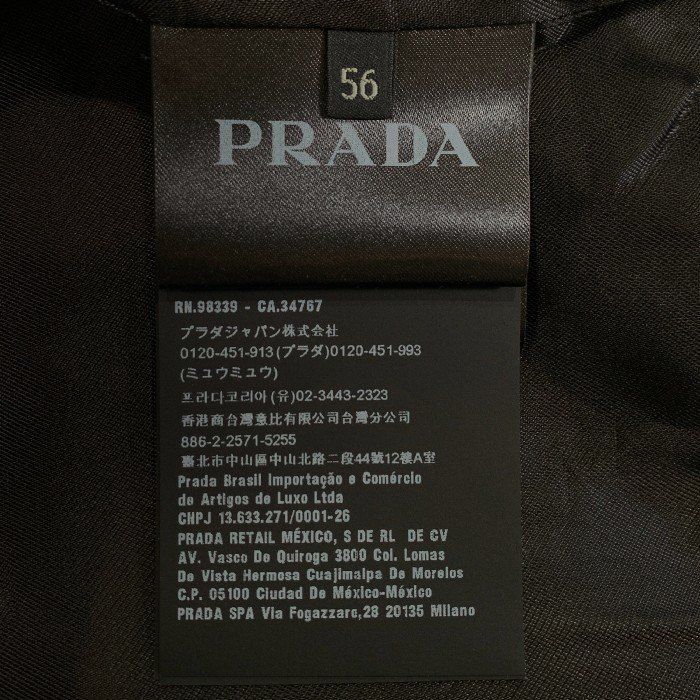 56
PRADA
RN.98339 - CA.34767
プラダジャパン株式会社
0120-451-913(プラダ)0120-451-993
(ミュウミュウ)
프라다코리아(유)02-3443-2323
香港商台灣意比有限公司台灣分公司
886-2-2571-5255
臺北市中山區中山北路二段44號12樓A室
Prada Brasil Importação e Comércio
de Artigos de Luxo Ltda
CNPJ 13.633.271/0001-26
PRADA RETAIL MÉXICO, S DE RL DE CV
AV. Vasco De Quiroga 3800 Col. Lomas
De Vista Hermosa Cuajimalpa De Morelos
C.P. 05100 Ciudad De México-México
PRADA SPA Via Fogazzaro,28 20135 Milano